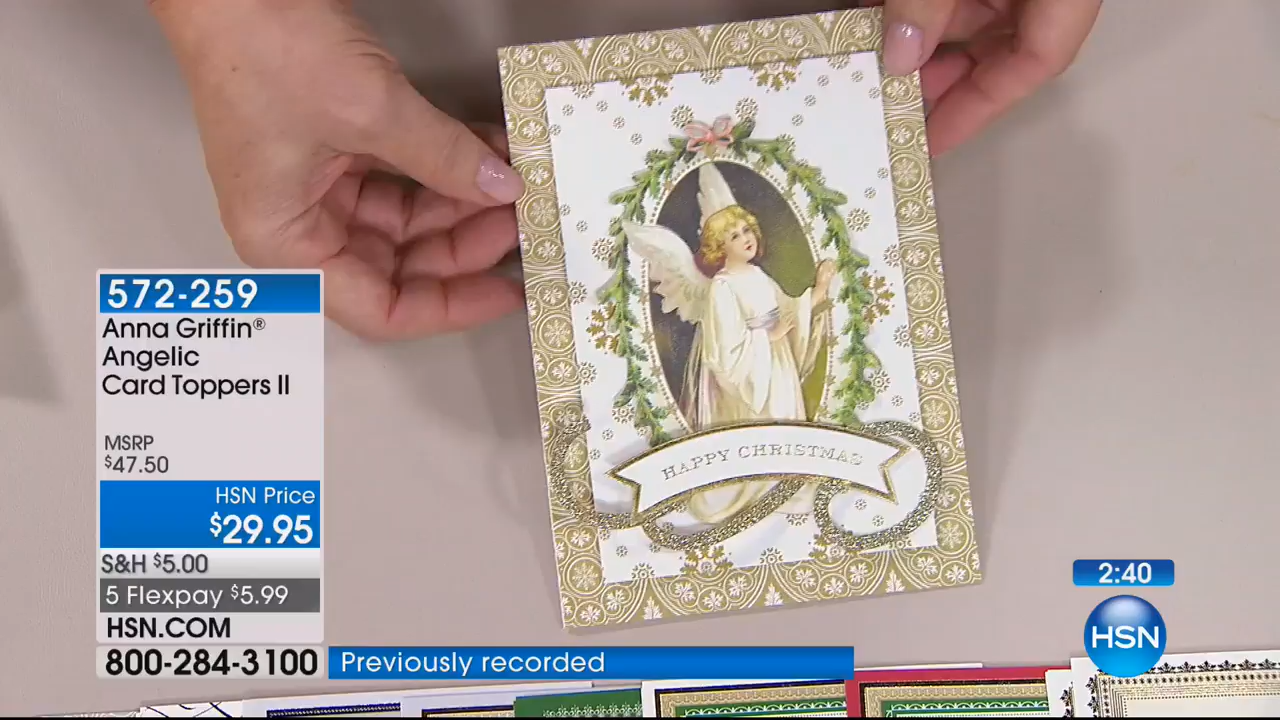 572-259
Anna Griffin®
Angelic
Card Toppers II
MSRP
$47.50
HSN Price
$29.95
S&H $5.00
5 Flexpay $5.99
HSN.COM
800-284-3100
Previously recorded
HAPPY CHRISTMAS
2:40
HSN